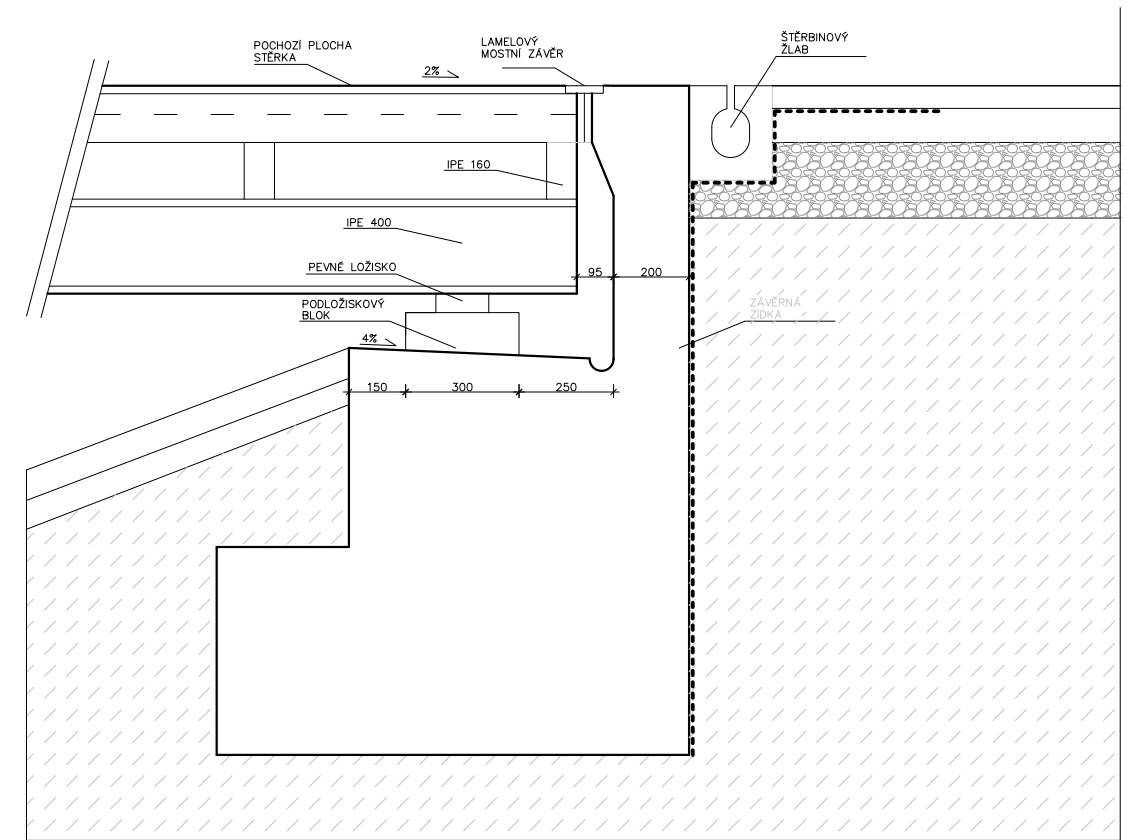 POCHOZÍ PLOCHA
STĚRKA
2%
LAMELOVÝ
MOSTNÍ ZÁVĚR
ŠTĚRBINOVÝ
ŽLAB
IPE 160
IPE 400
PEVNÉ LOŽISKO
95
200
PODLOŽISKOVÝ
BLOK
ZÁVĚRNÁ
ZÍDKA
4%
150
300
250